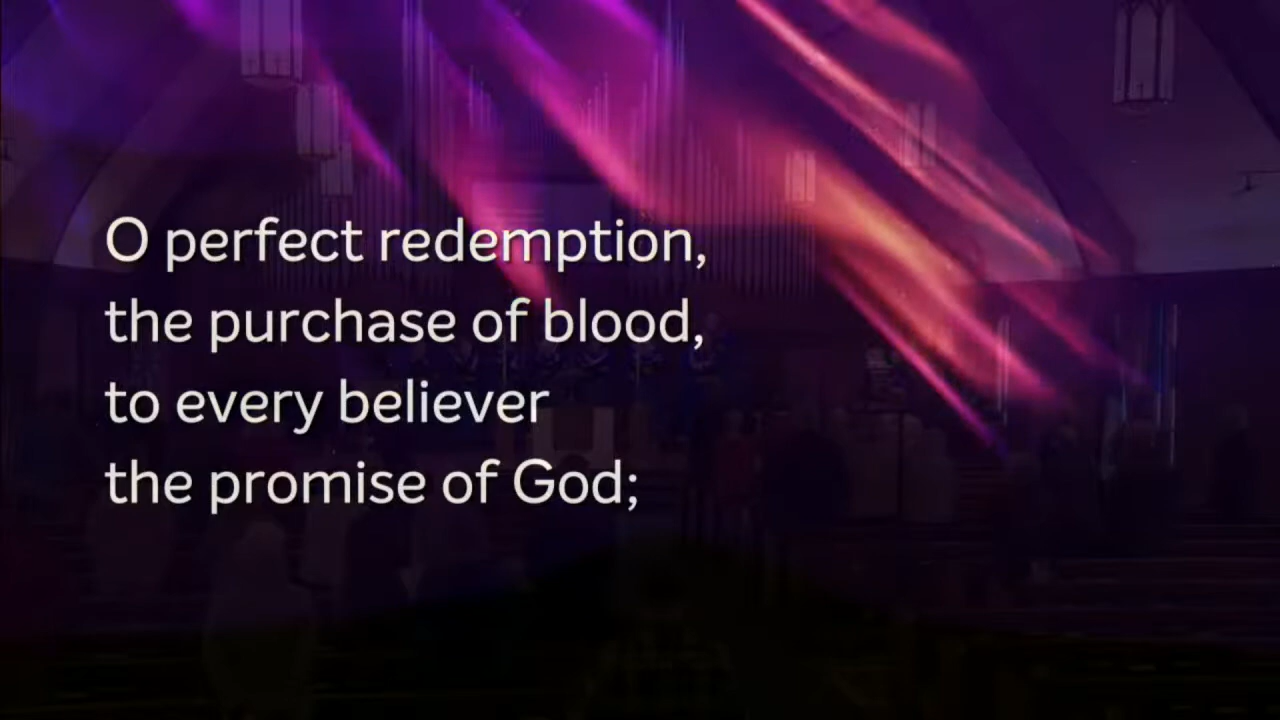 O perfect redemption,
the purchase of blood,
to every believer
the promise of God;